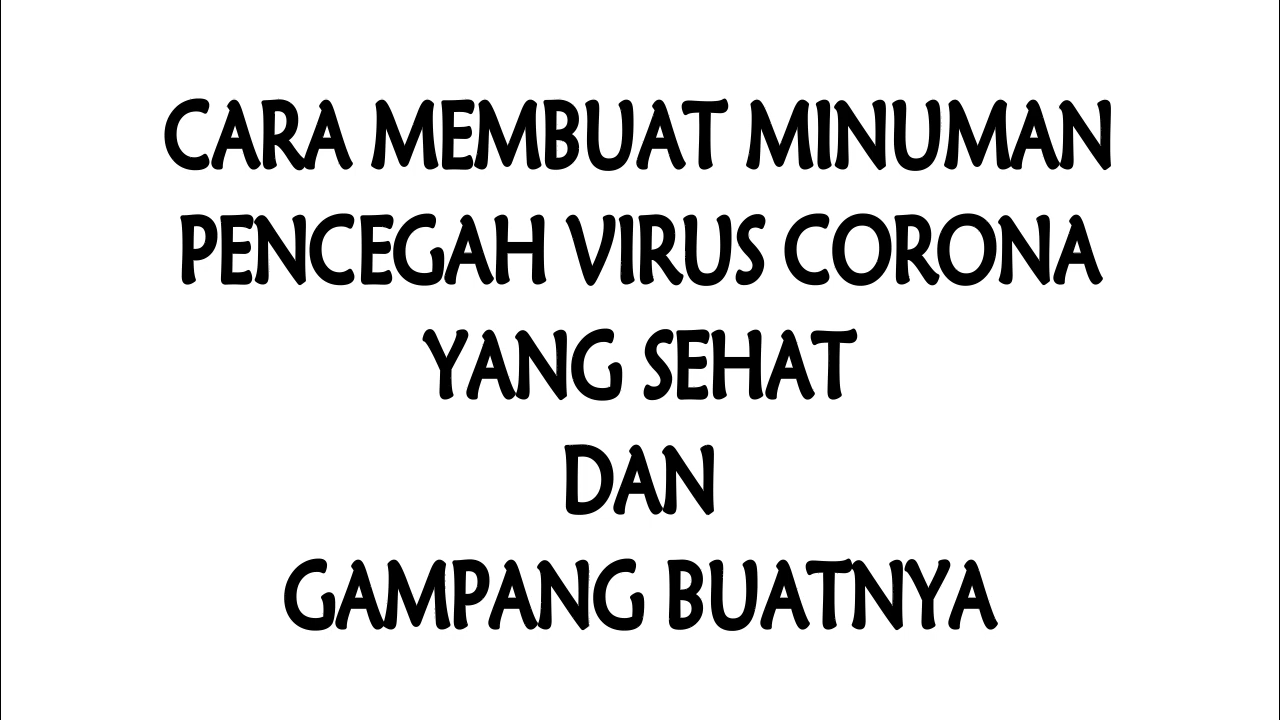 CARA MEMBUAT MINUMAN
PENCEGAH VIRUS CORONA
YANG SEHAT
DAN
GAMPANG BUATNYA